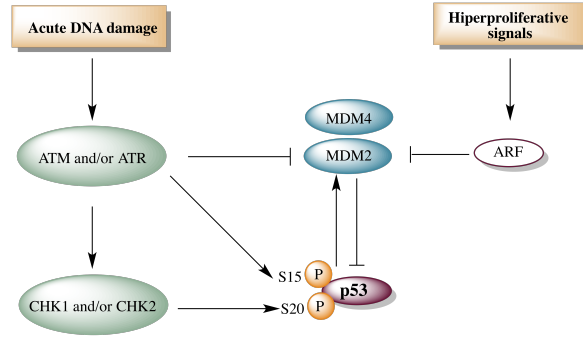 Acute DNA damage
Hiperproliferative
signals
MDM4
ATM and/or ATR
MDM2
ARF
S15 P
p53
CHK1 and/or CHK2
S20 P